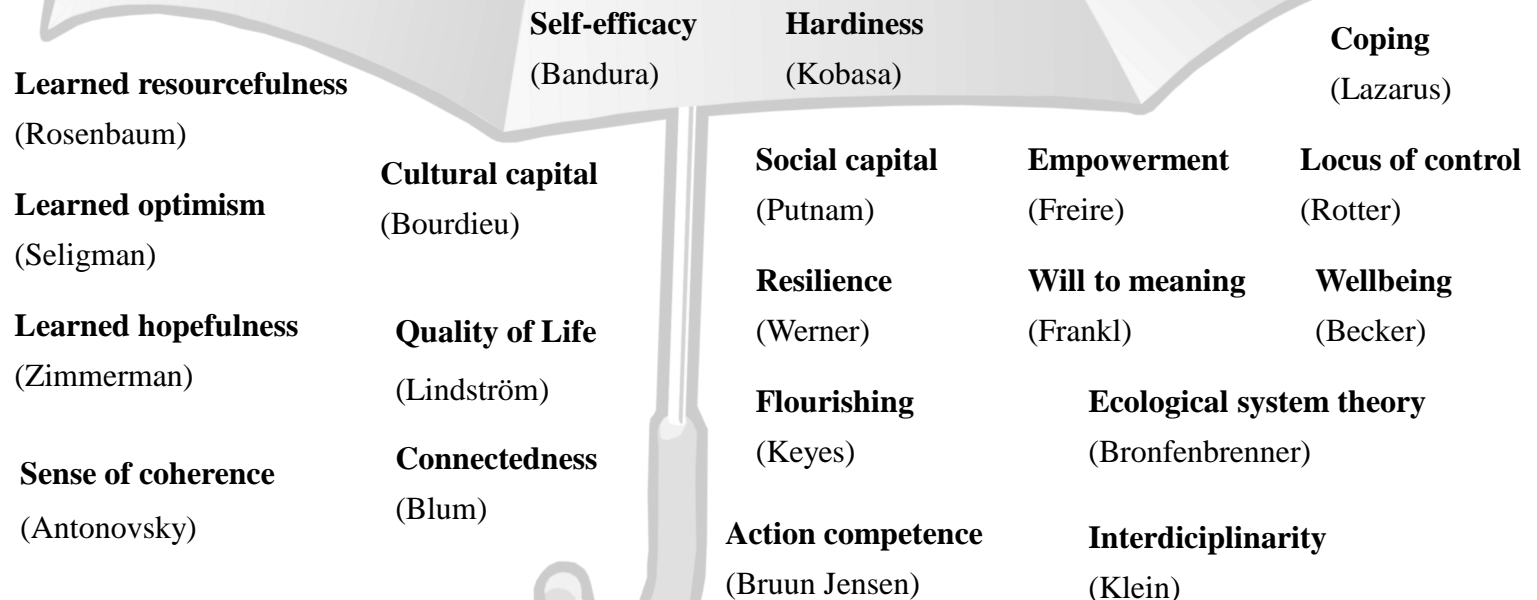 Self-efficacy
(Bandura)
Hardiness
(Kobasa)
Coping
(Lazarus)
Learned resourcefulness
(Rosenbaum)
Cultural capital
(Bourdieu)
Social capital
(Putnam)
Empowerment
(Freire)
Locus of control
(Rotter)
Learned optimism
(Seligman)
Resilience
(Werner)
Will to meaning
(Frankl)
Wellbeing
(Becker)
Learned hopefulness
(Zimmerman)
Quality of Life
(Lindström)
Flourishing
(Keyes)
Ecological system theory
(Bronfenbrenner)
Sense of coherence
(Antonovsky)
Connectedness
(Blum)
Action competence
(Bruun Jensen)
Interdiciplinarity
(Klein)